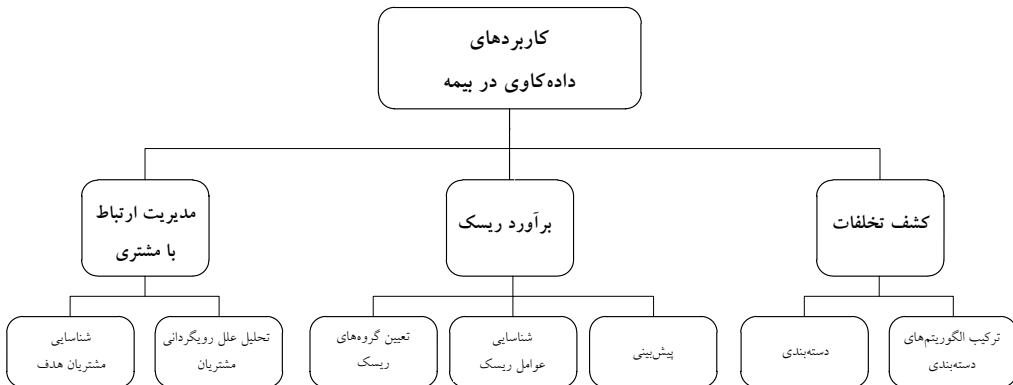 کاربردهای
داده‌کاوی در بیمه
کشف تخلفات
برآورد ریسک
مدیریت ارتباط
با مشتری
ترکیب الگوریتم‌های
دسته‌بندی
دسته‌بندی
پیش‌بینی
شناسایی
عوامل ریسک
تعیین گروه‌های
ریسک
تحلیل علل رویگردانی
مشتریان
شناسایی
مشتریان هدف